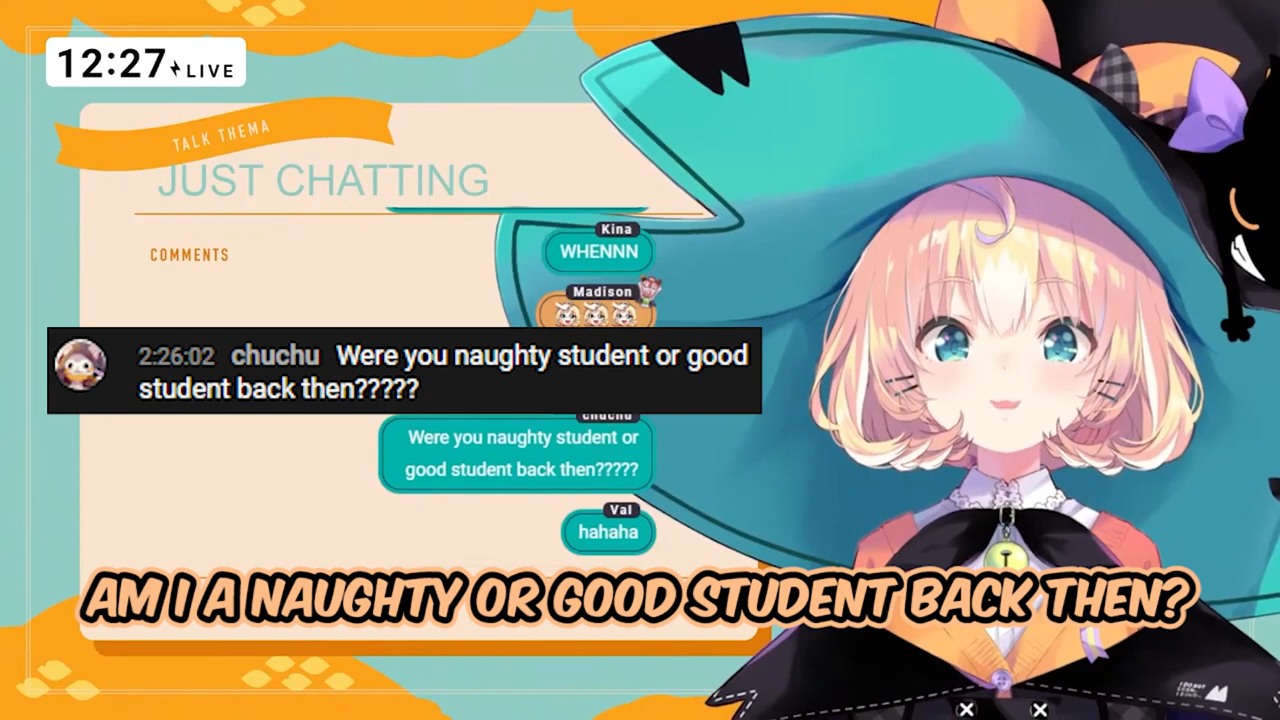 12:27 LIVE
TALK THEMA
JUST CHATTING
COMMENTS
Kina
WHENNN
Madison
2:26:02 chuchu Were you naughty student or good
student back then?????
chuchu
Were you naughty student or
good student back then?????
Val
hahaha
AM I A NAUGHTY OR GOOD STUDENT BACK THEN?